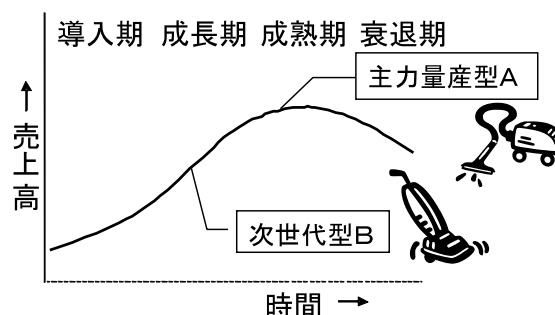 導入期 成長期 成熟期 衰退期
主力量産型A
↑売上高
次世代型B
時間 →